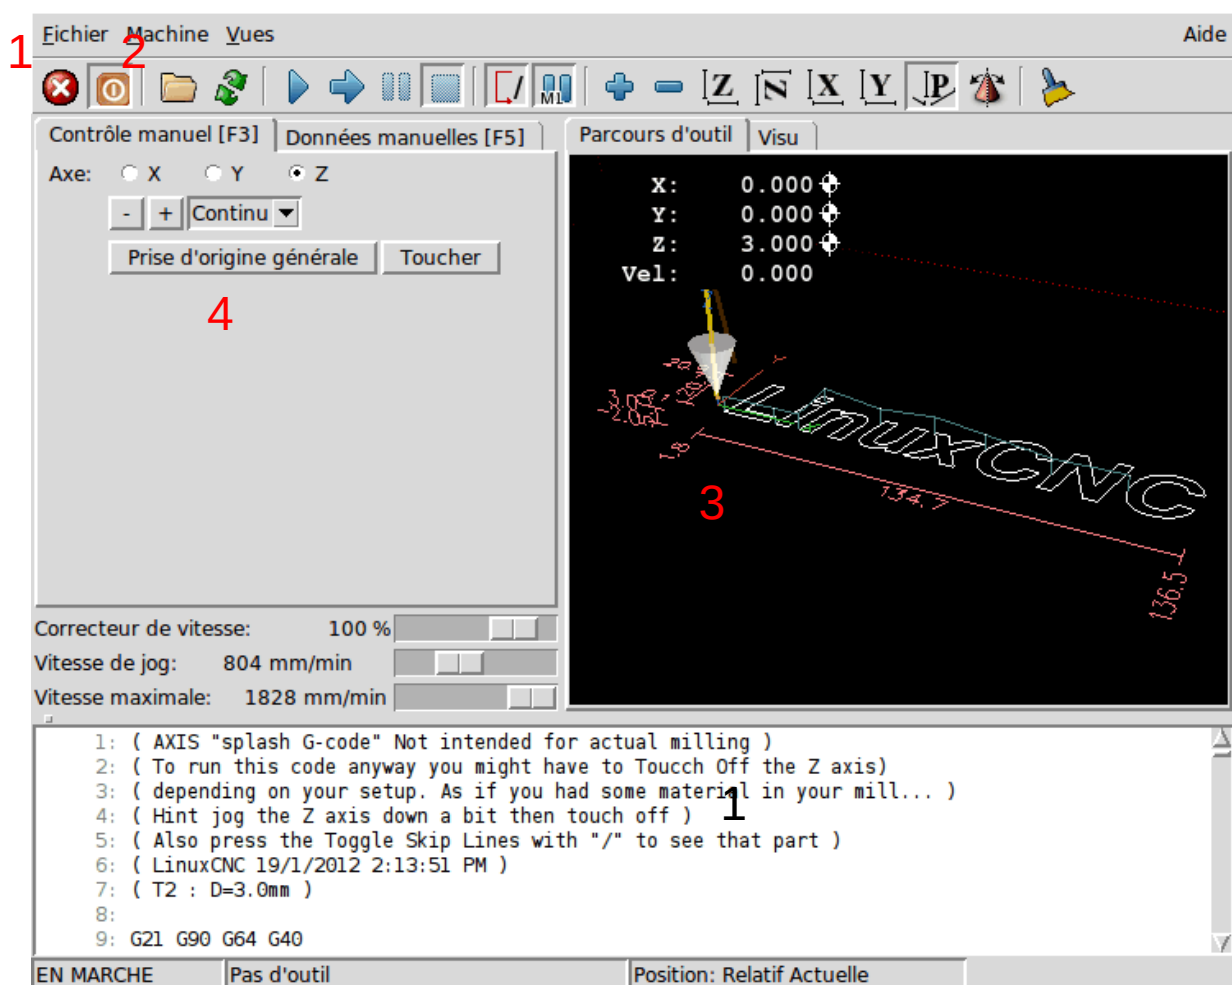 Fichier Machine Vues Aide
1 2
M1 Z N X Y P
Contrôle manuel [F3] Données manuelles [F5] Parcours d'outil Visu
Axe: X Y Z
- + Continu
Prise d'origine générale Toucher
4
X: 0.000
Y: 0.000
Z: 3.000
Vel: 0.000
Y
LinuxCNC
1.8
134.7
136.5
3
Correcteur de vitesse: 100 %
Vitesse de jog: 804 mm/min
Vitesse maximale: 1828 mm/min
1: ( AXIS "splash G-code" Not intended for actual milling )
2: ( To run this code anyway you might have to Toucch Off the Z axis)
3: ( depending on your setup. As if you had some material in your mill... )
1
4: ( Hint jog the Z axis down a bit then touch off )
5: ( Also press the Toggle Skip Lines with "/" to see that part )
6: ( LinuxCNC 19/1/2012 2:13:51 PM )
7: ( T2 : D=3.0mm )
8:
9: G21 G90 G64 G40
EN MARCHE Pas d'outil Position: Relatif Actuelle